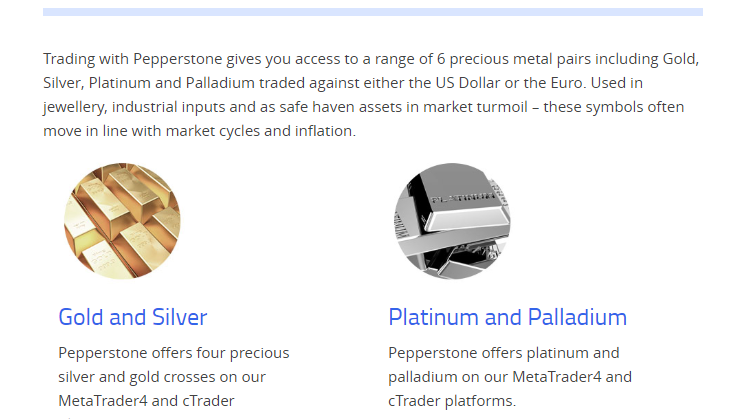 Trading with Pepperstone gives you access to a range of 6 precious metal pairs including Gold,
Silver, Platinum and Palladium traded against either the US Dollar or the Euro. Used in
jewellery, industrial inputs and as safe haven assets in market turmoil – these symbols often
move in line with market cycles and inflation.
PLATINUM
Gold and Silver
Platinum and Palladium
Pepperstone offers four precious
silver and gold crosses on our
MetaTrader4 and cTrader
Pepperstone offers platinum and
palladium on our MetaTrader4 and
cTrader platforms.